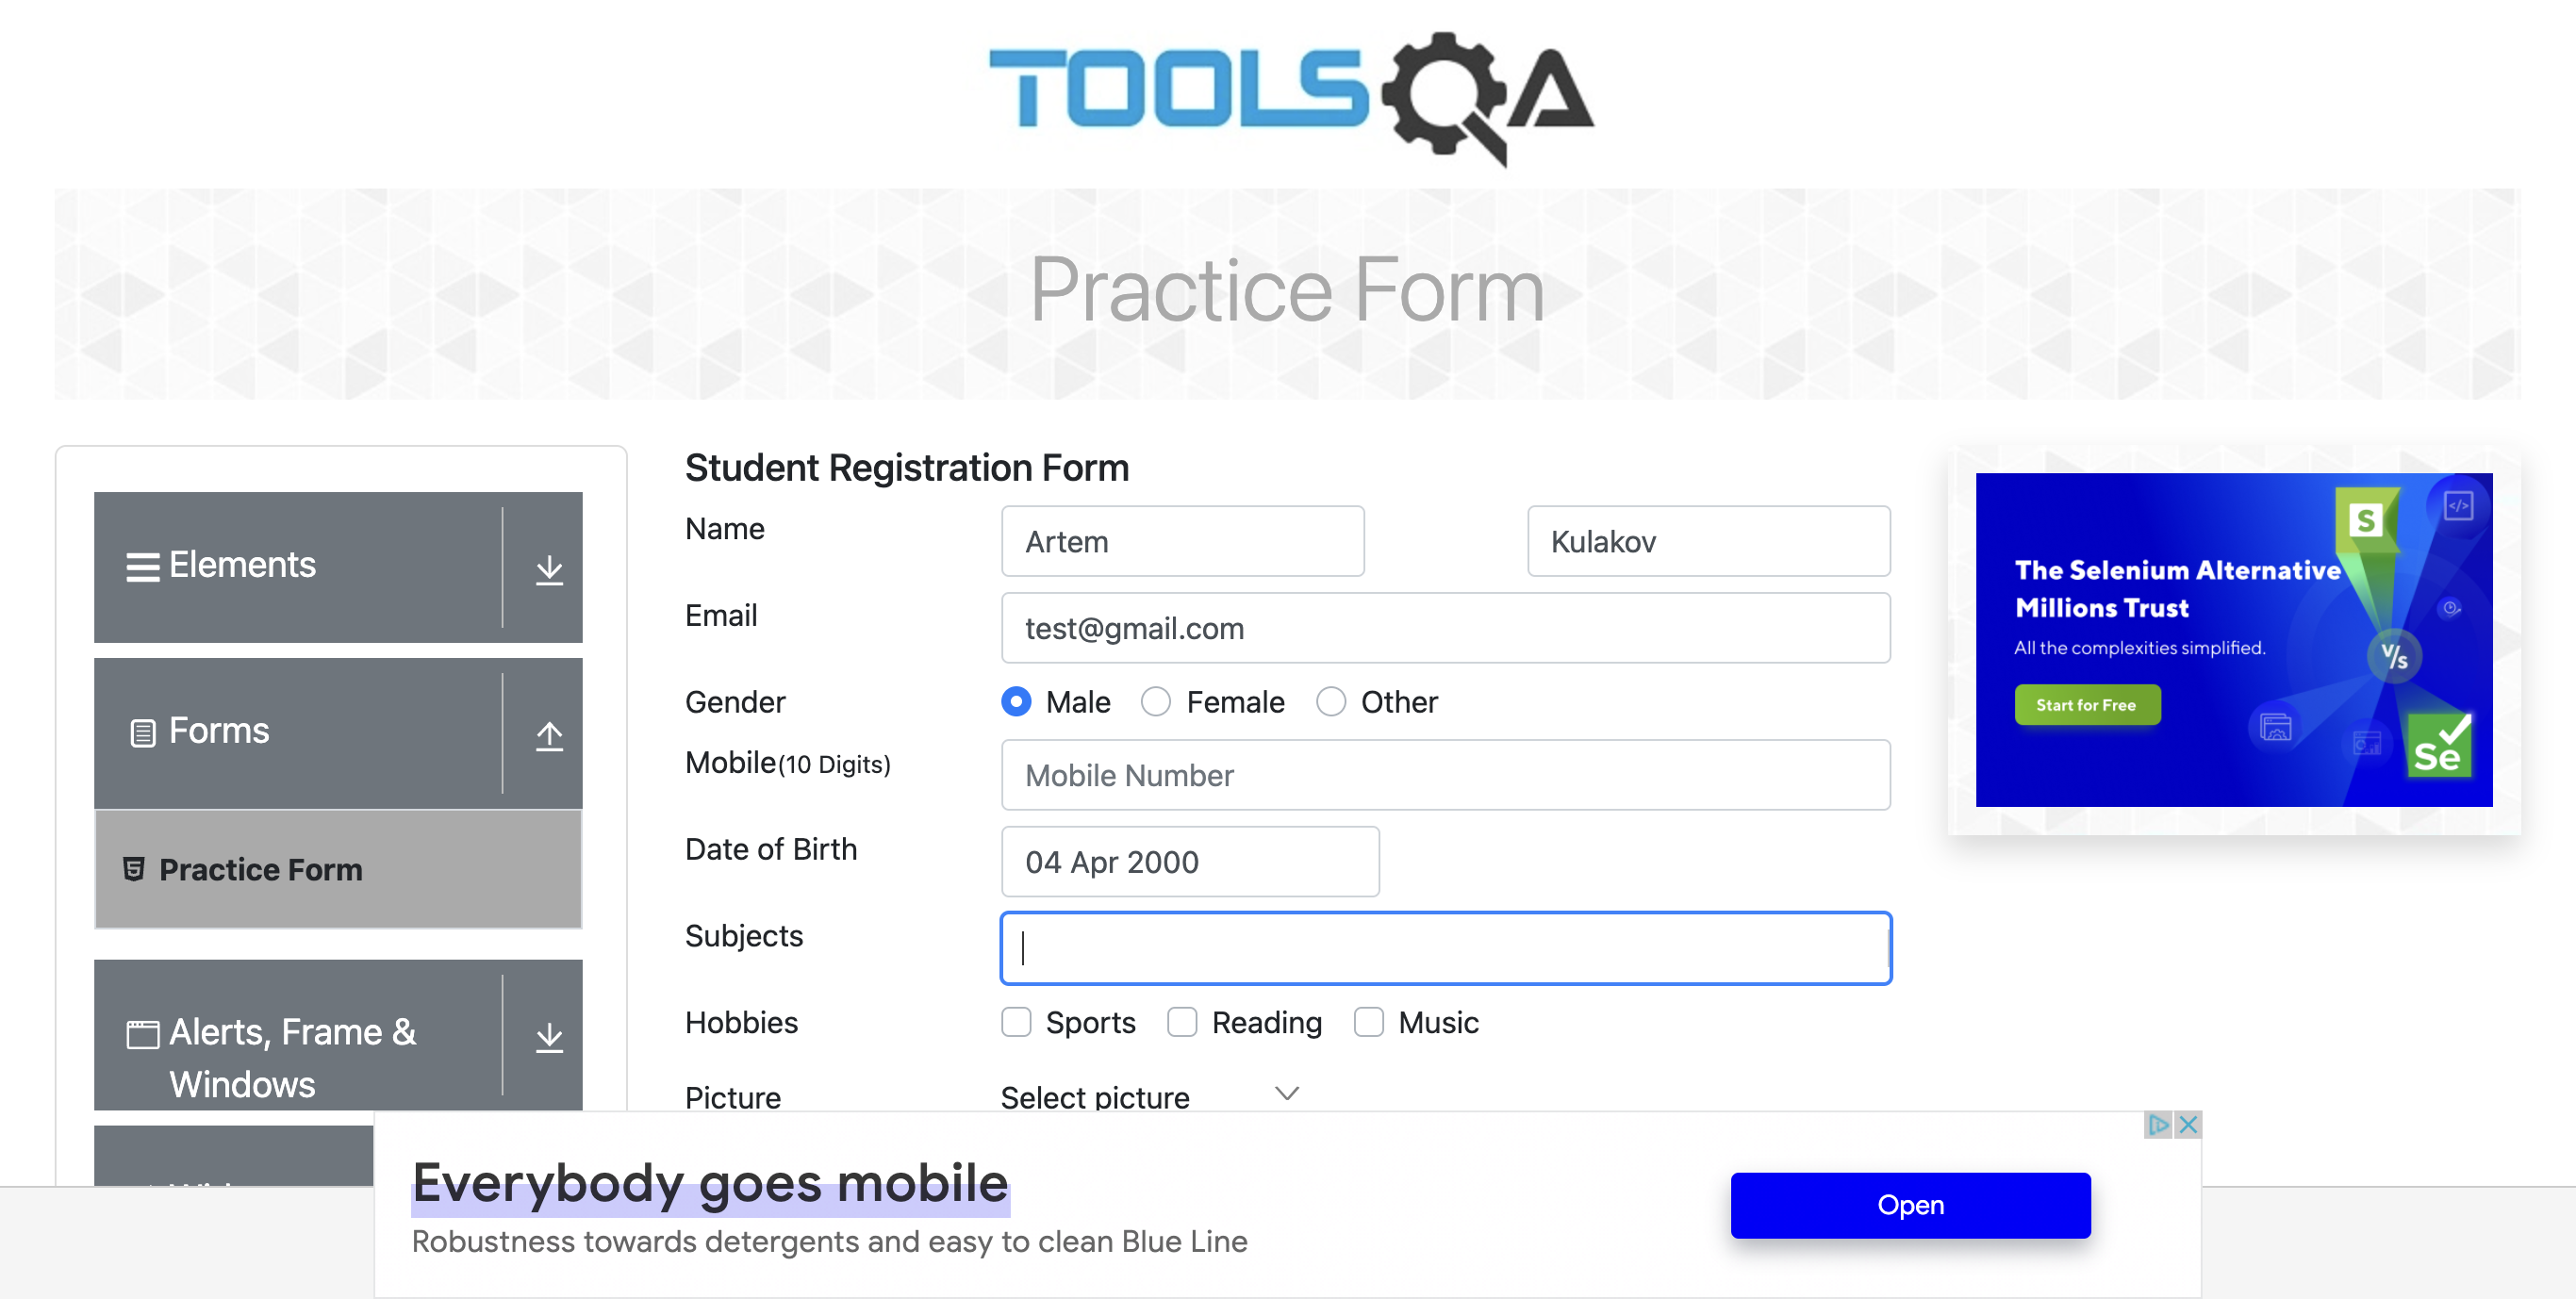 TOOLSQA
Practice Form
Elements
Forms
Practice Form
Alerts, Frame &
Windows
Student Registration Form
Name
Artem
Kulakov
Email
test@gmail.com
Gender
Male
Female
Other
Mobile(10 Digits)
Mobile Number
Date of Birth
04 Apr 2000
Subjects
Hobbies
Sports
Reading
Music
Picture
Select picture
The Selenium Alternative
Millions Trust
All the complexities simplified.
Start for Free
S
</>
V/s
Se
Everybody goes mobile
Robustness towards detergents and easy to clean Blue Line
Open